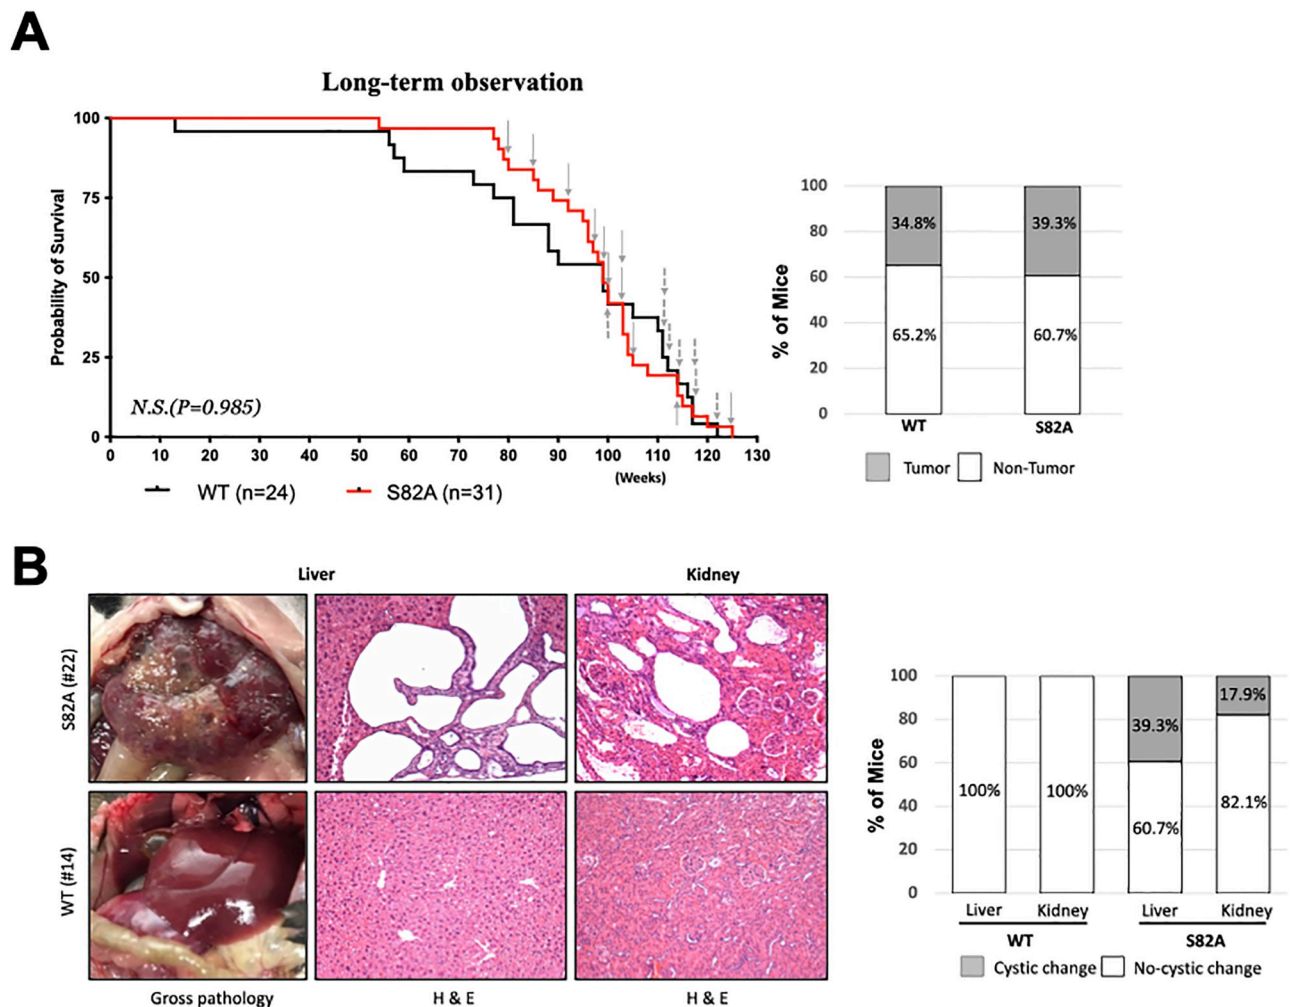 A
Long-term observation
Probability of Survival
100
75
50
25
0
N.S.(P=0.985)
0 10 20 30 40 50 60 70 80 90 100 110 120 130
(Weeks)
WT (n=24) S82A (n=31)
% of Mice
100
80
60
40
20
0
34.8% 39.3%
65.2% 60.7%
WT S82A
Tumor Non-Tumor
B
Liver Kidney
S82A (#22)
WT (#14)
Gross pathology H & E H & E
% of Mice
100
80
60
40
20
0
100% 100% 39.3% 17.9%
60.7% 82.1%
Liver Kidney Liver Kidney
WT S82A
Cystic change No-cystic change